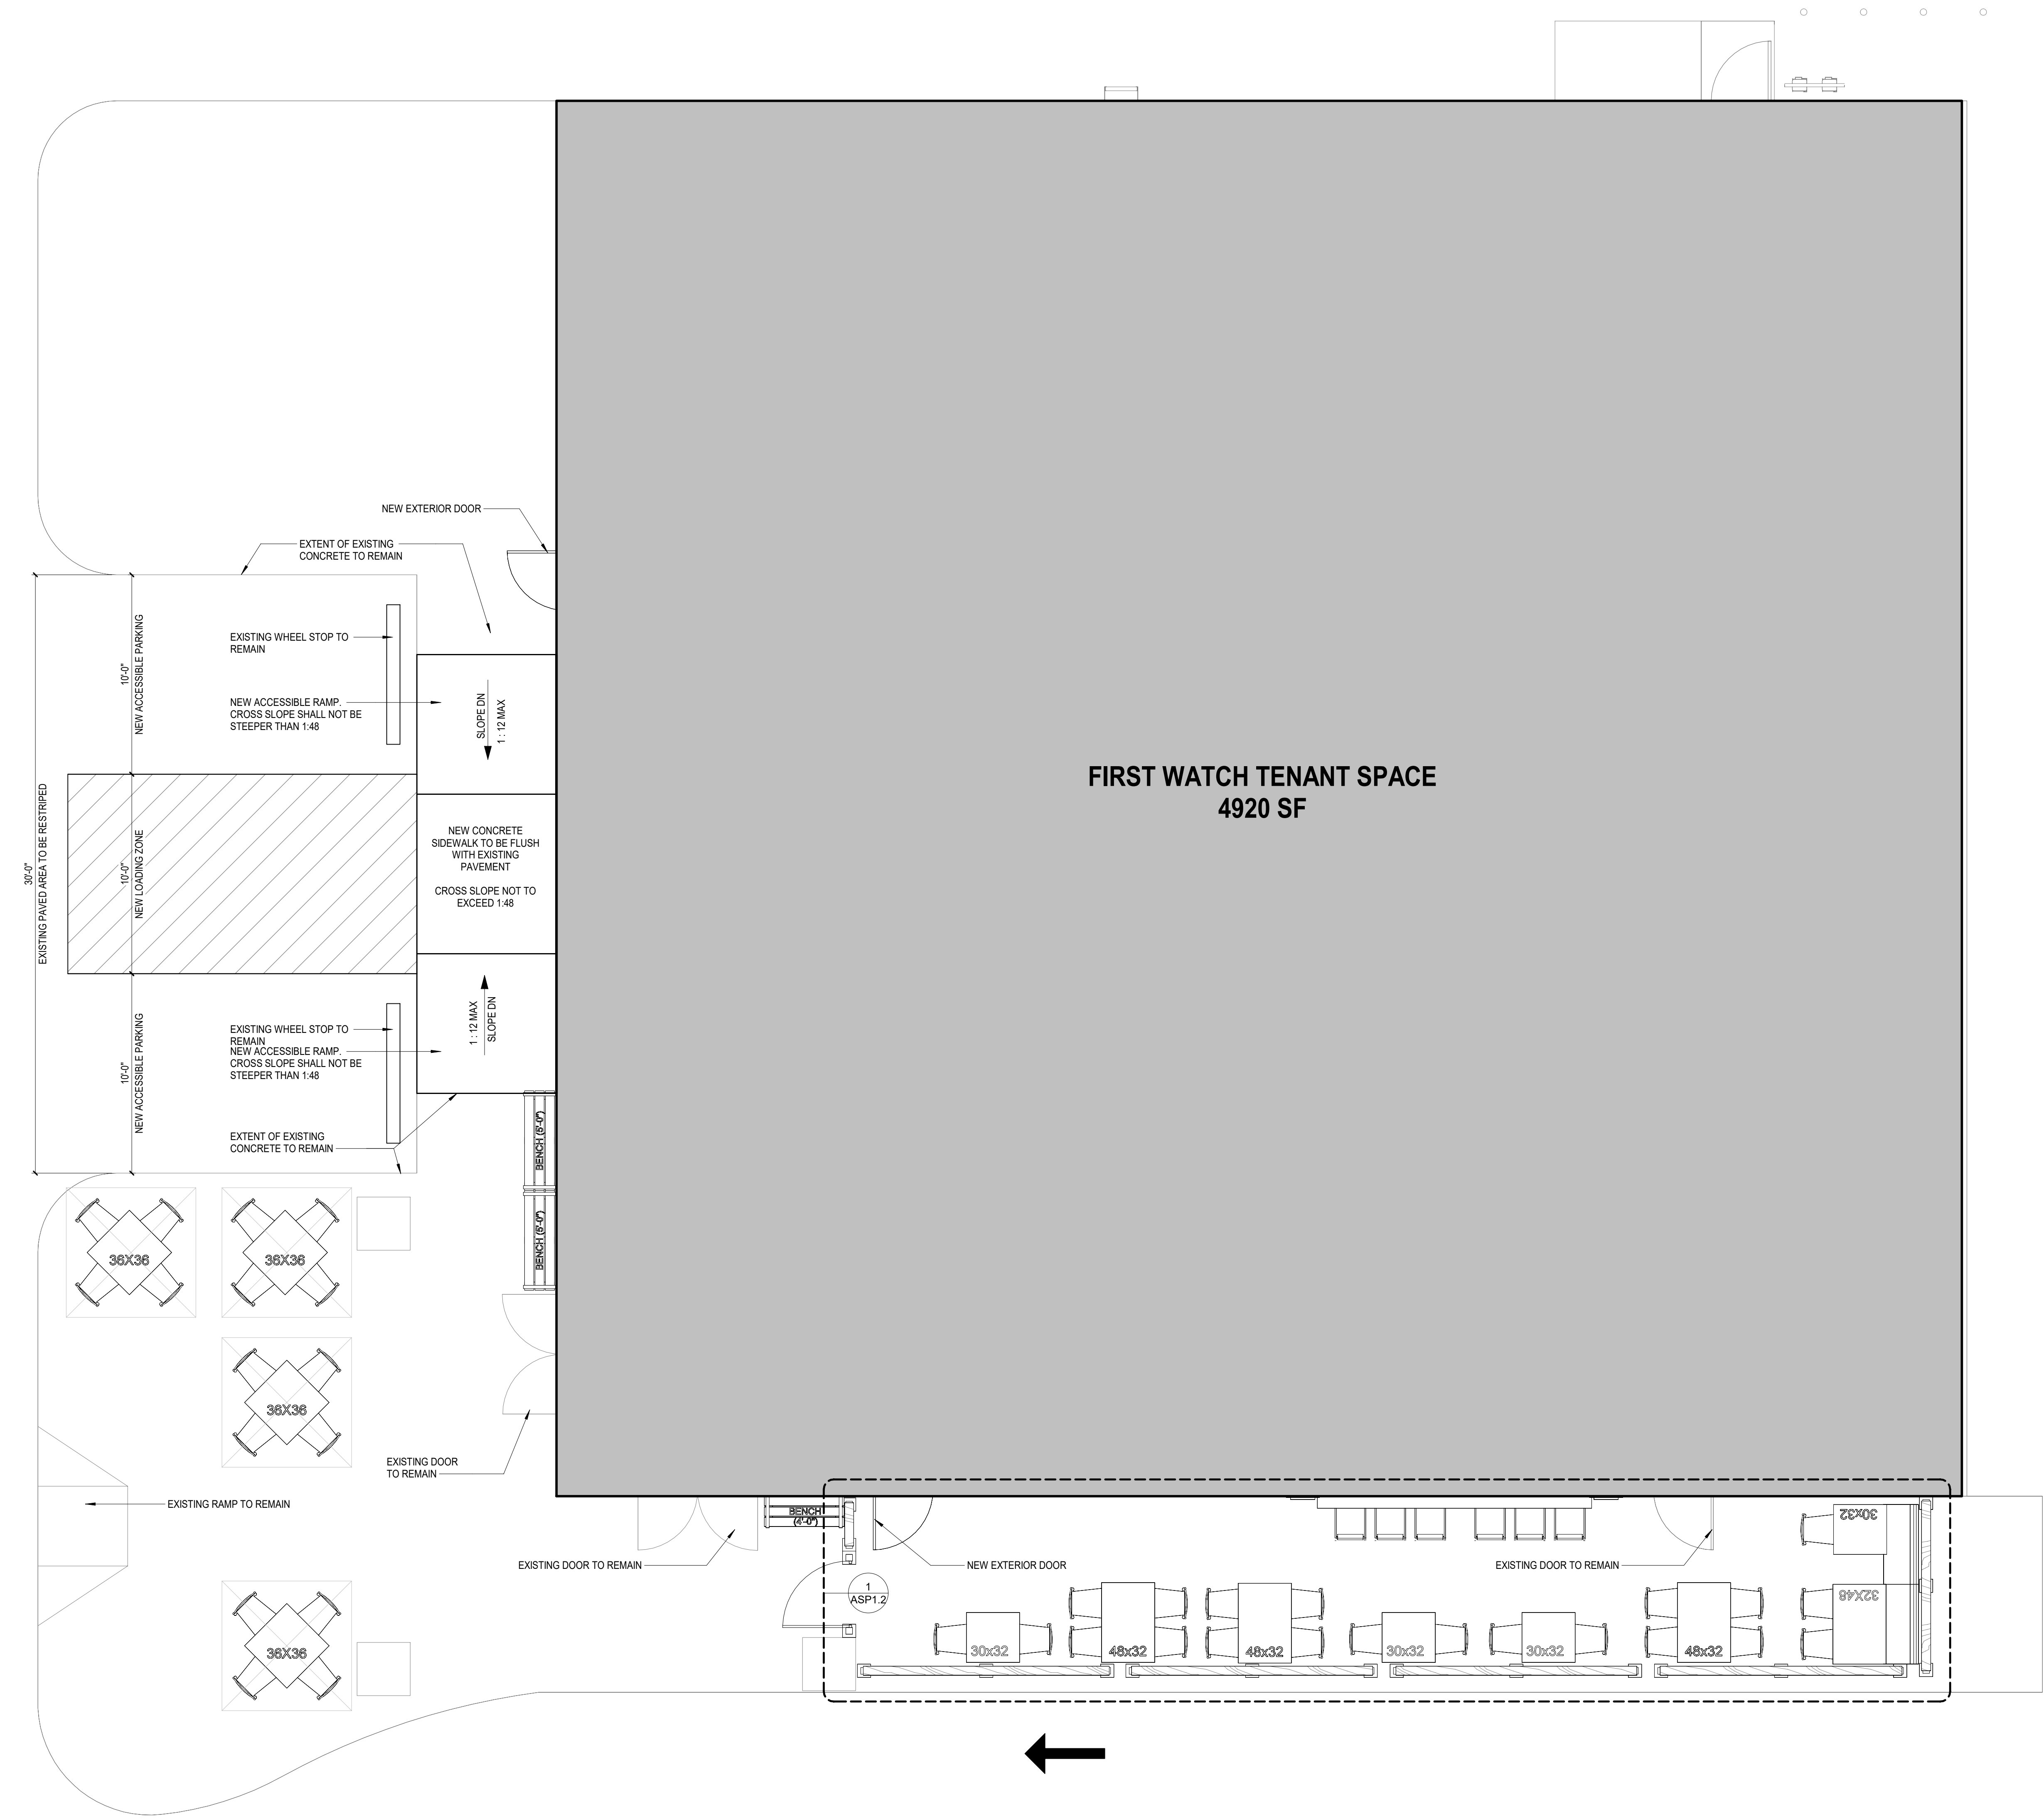 FIRST WATCH TENANT SPACE
4920 SF
NEW EXTERIOR DOOR
EXTENT OF EXISTING
CONCRETE TO REMAIN
EXISTING WHEEL STOP TO
REMAIN
NEW ACCESSIBLE RAMP.
CROSS SLOPE SHALL NOT BE
STEEPER THAN 1:48
10'-0"
NEW ACCESSIBLE PARKING
SLOPE DN
1 : 12 MAX
30'-0"
EXISTING PAVED AREA TO BE RESTRIPED
10'-0"
NEW LOADING ZONE
NEW CONCRETE
SIDEWALK TO BE FLUSH
WITH EXISTING
PAVEMENT
CROSS SLOPE NOT TO
EXCEED 1:48
1 : 12 MAX
SLOPE DN
10'-0"
NEW ACCESSIBLE PARKING
EXISTING WHEEL STOP TO
REMAIN
NEW ACCESSIBLE RAMP.
CROSS SLOPE SHALL NOT BE
STEEPER THAN 1:48
EXTENT OF EXISTING
CONCRETE TO REMAIN
BENCH (5'-0")
BENCH (5'-0")
36X36
36X36
36X36
EXISTING DOOR
TO REMAIN
EXISTING RAMP TO REMAIN
BENCH
(4'-0")
EXISTING DOOR TO REMAIN
NEW EXTERIOR DOOR
EXISTING DOOR TO REMAIN
30x32
32X48
1
ASP1.2
36X36
30x32
48x32
48x32
30x32
30x32
48x32